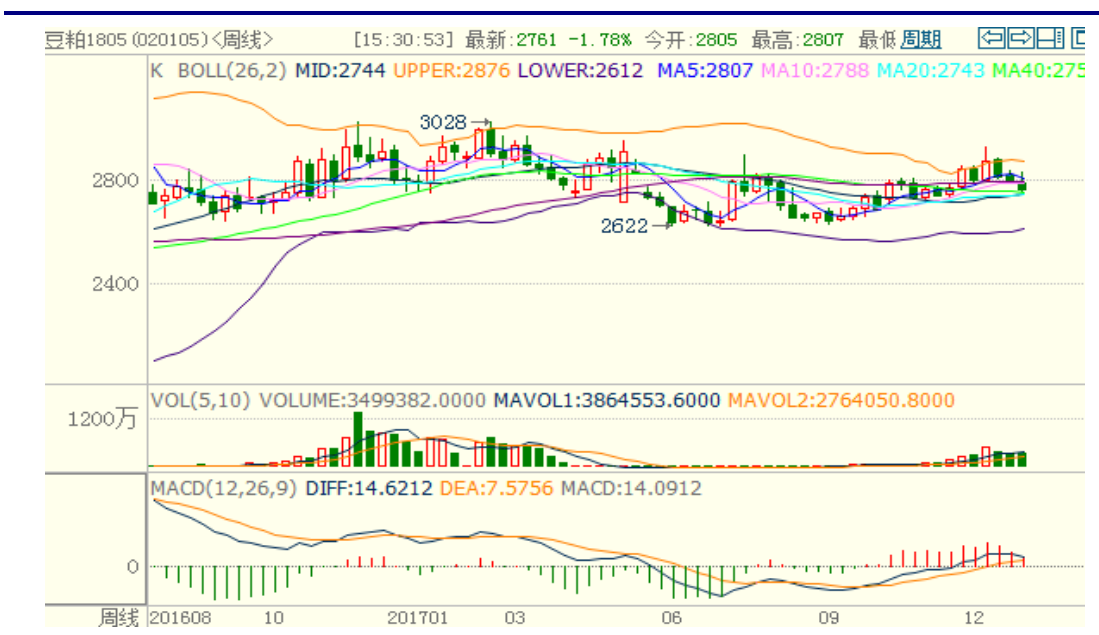 豆粕1805(020105)<周线> [15:30:53] 最新:2761 -1.78% 今开:2805 最高:2807 最低 周期
K BOLL(26,2) MID:2744 UPPER:2876 LOWER:2612 MA5:2807 MA10:2788 MA20:2743 MA40:275
3028
2800
2622
2400
VOL(5,10) VOLUME:3499382.0000 MAVOL1:3864553.6000 MAVOL2:2764050.8000
1200万
MACD(12,26,9) DIFF:14.6212 DEA:7.5756 MACD:14.0912
0
周线 201608 10 201701 03 06 09 12